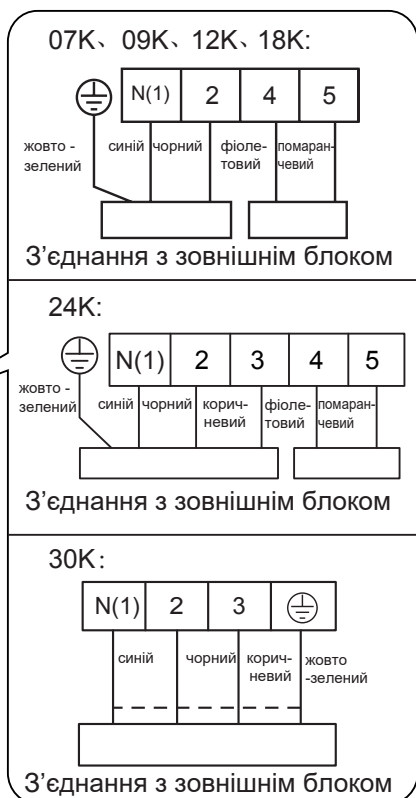 07K、09K、12K、18K:
N(1) 2 4 5
жовто - синій чорний фіоле- помаран-
зелений товий чевий
З’єднання з зовнішнім блоком
24K:
N(1) 2 3 4 5
жовто - синій чорний корич- фіоле- помаран-
зелений невий товий чевий
З’єднання з зовнішнім блоком
30K:
N(1) 2 3
синій чорний корич- жовто
невий -зелений
З’єднання з зовнішнім блоком